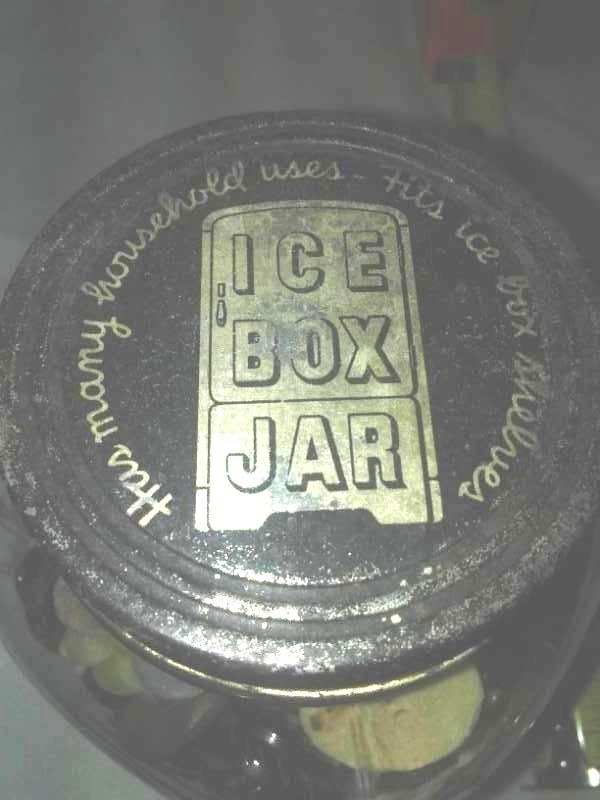 Has many household uses - fits ice box shelves
ICE
BOX
JAR